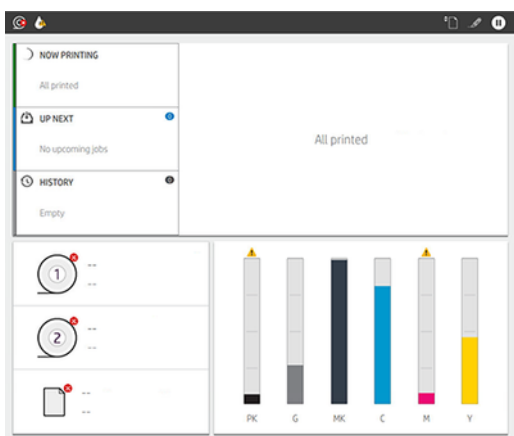 NOW PRINTING
All printed
UP NEXT
0
No upcoming jobs
HISTORY
0
Empty
All printed
1
--
--
2
--
--
--
--
PK G MK C M Y